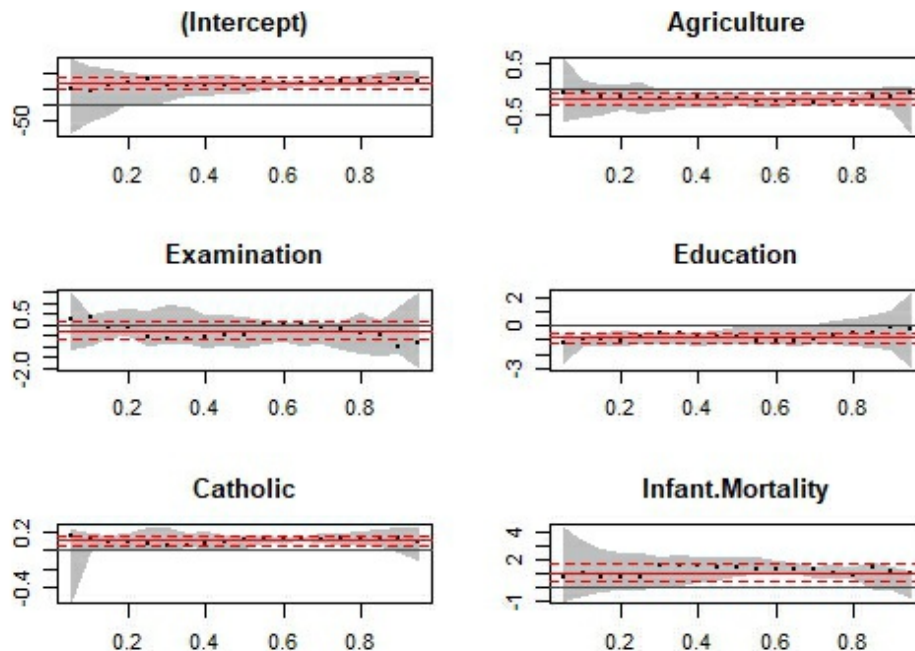 (Intercept)
-50
0.2 0.4 0.6 0.8
Agriculture
0.5
-0.5
0.2 0.4 0.6 0.8
Examination
0.5
-2.0
0.2 0.4 0.6 0.8
Education
2
0
-3
0.2 0.4 0.6 0.8
Catholic
0.2
-0.4
0.2 0.4 0.6 0.8
Infant.Mortality
4
2
-1
0.2 0.4 0.6 0.8